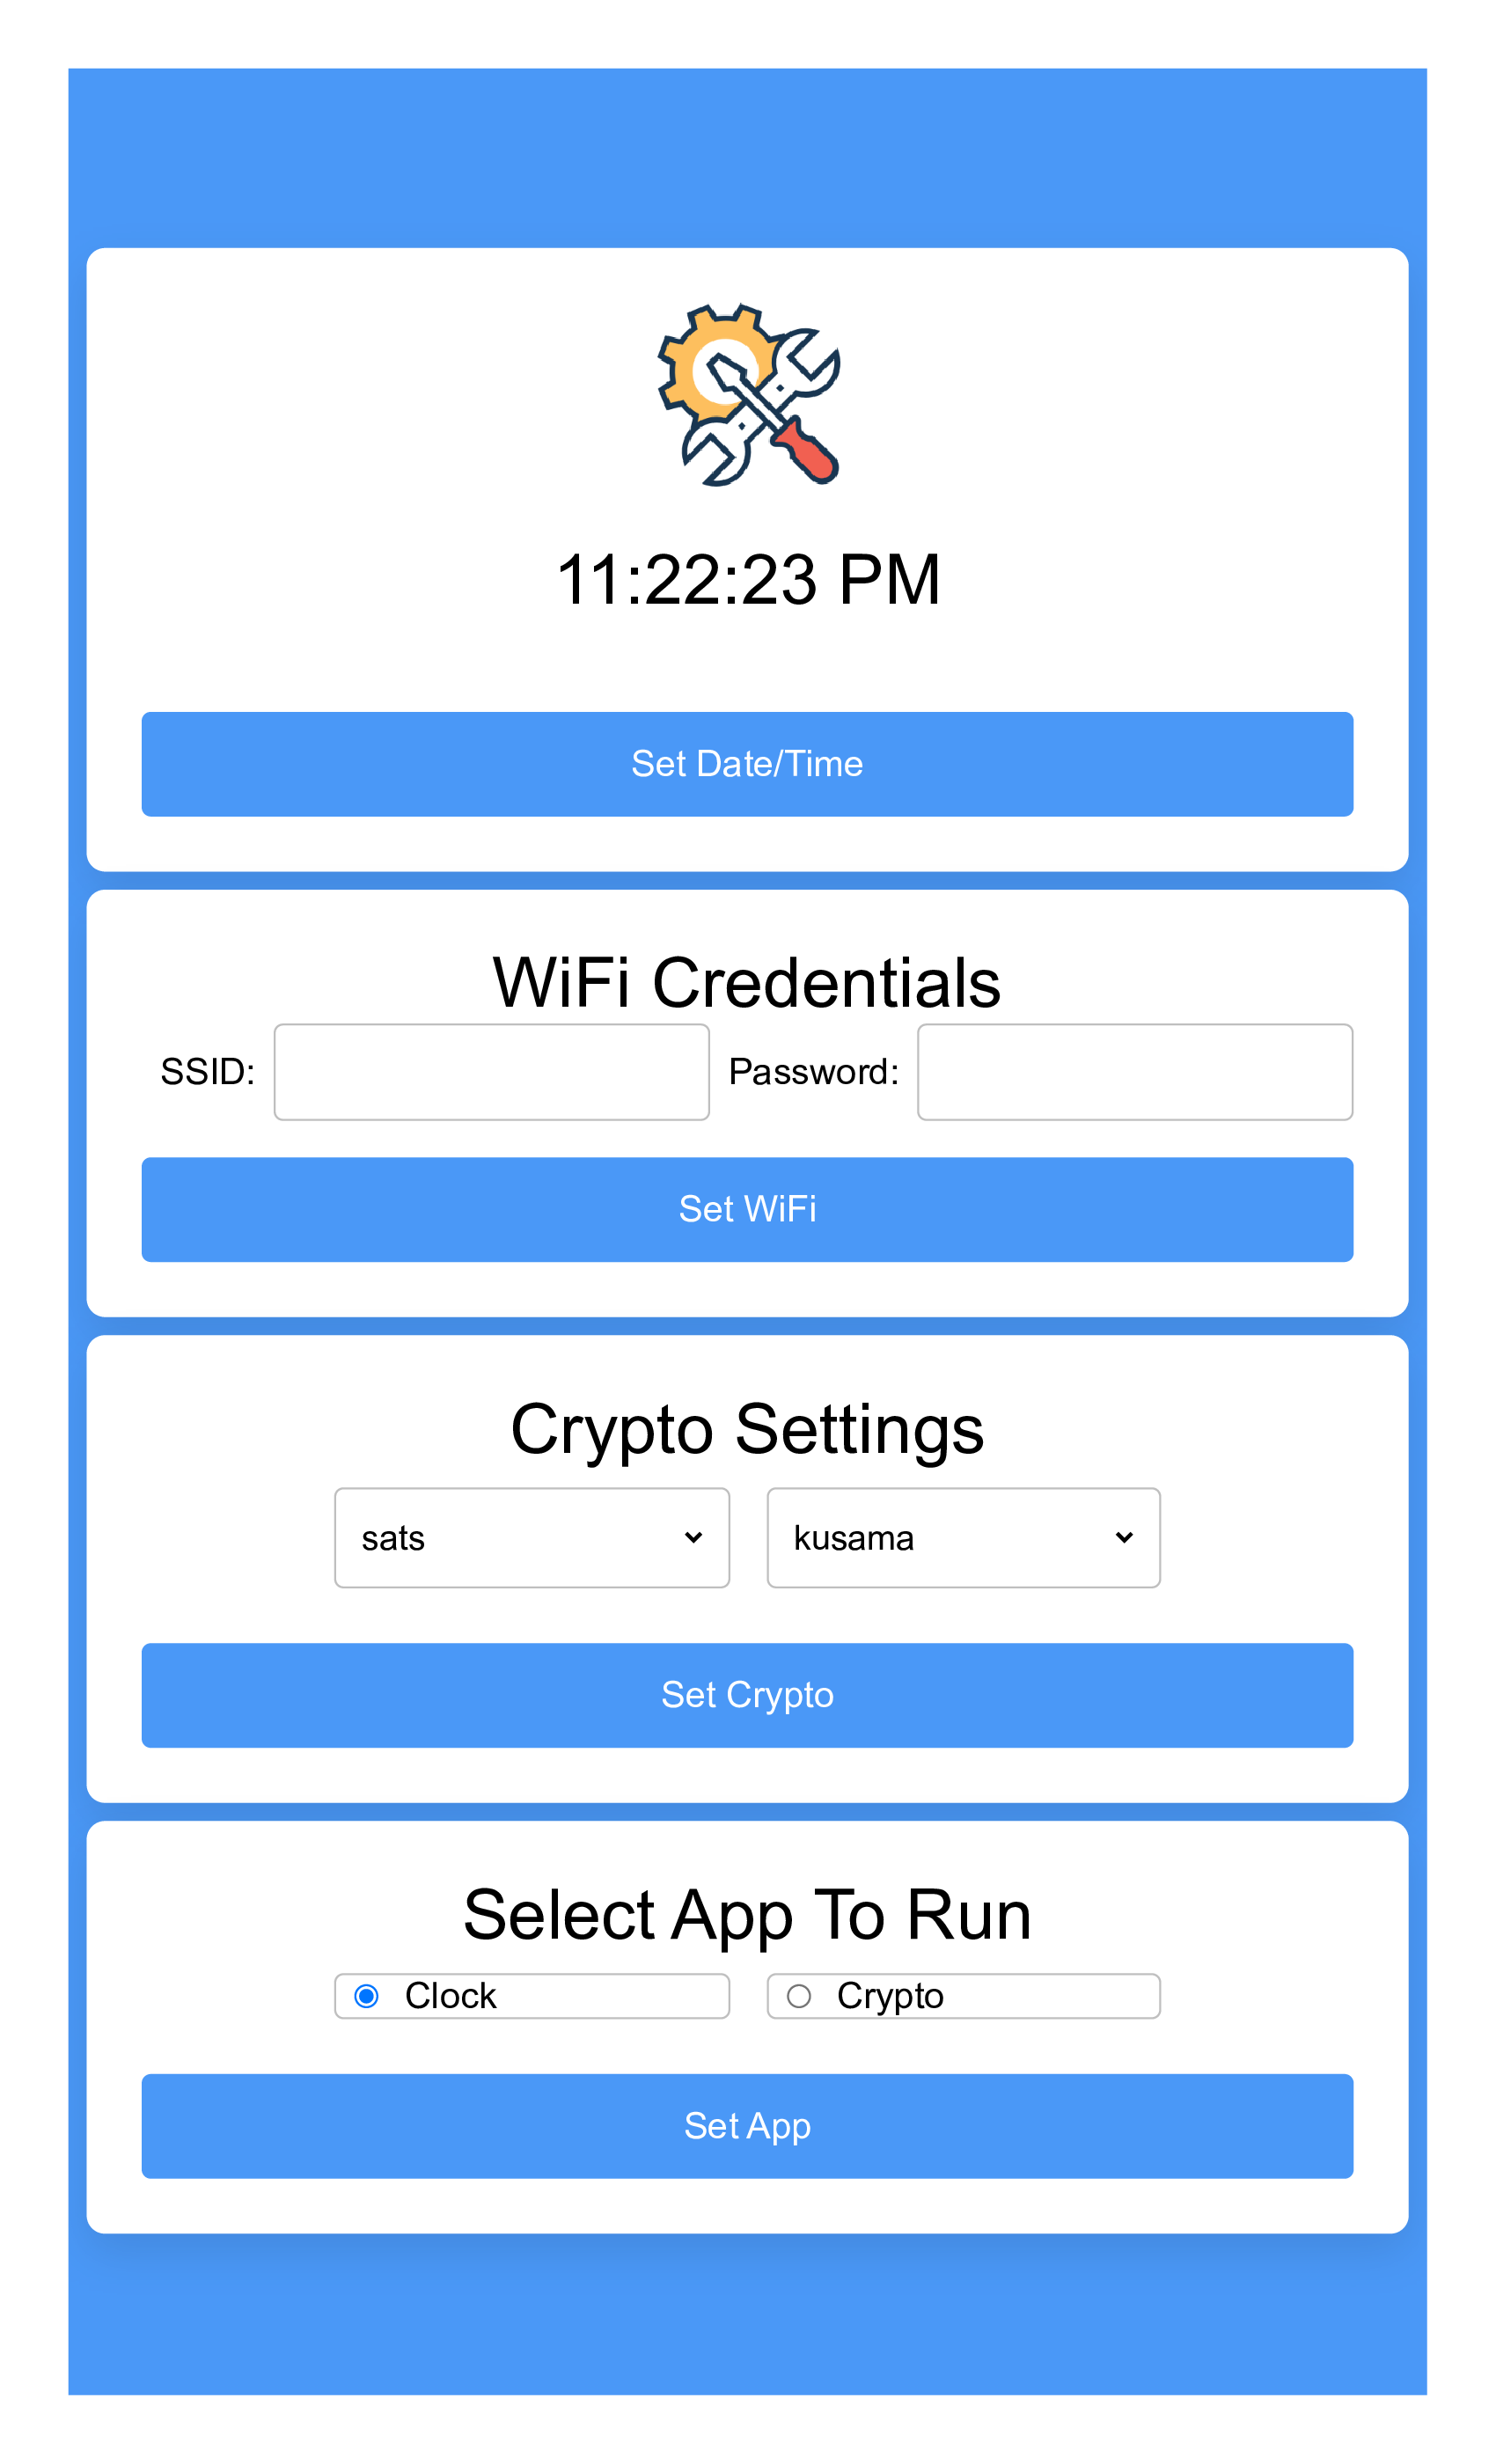 11:22:23 PM
Set Date/Time
WiFi Credentials
SSID: Password:
Set WiFi
Crypto Settings
sats kusama
Set Crypto
Select App To Run
Clock Crypto
Set App